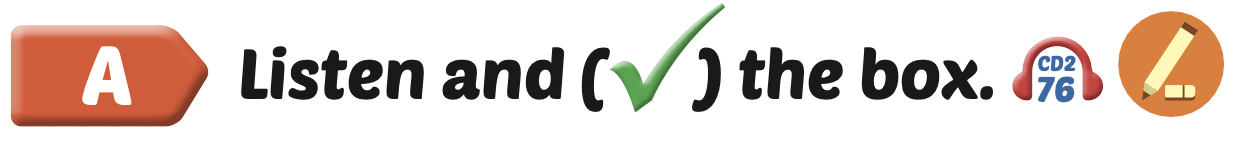 A Listen and (✓) the box. CD2 76